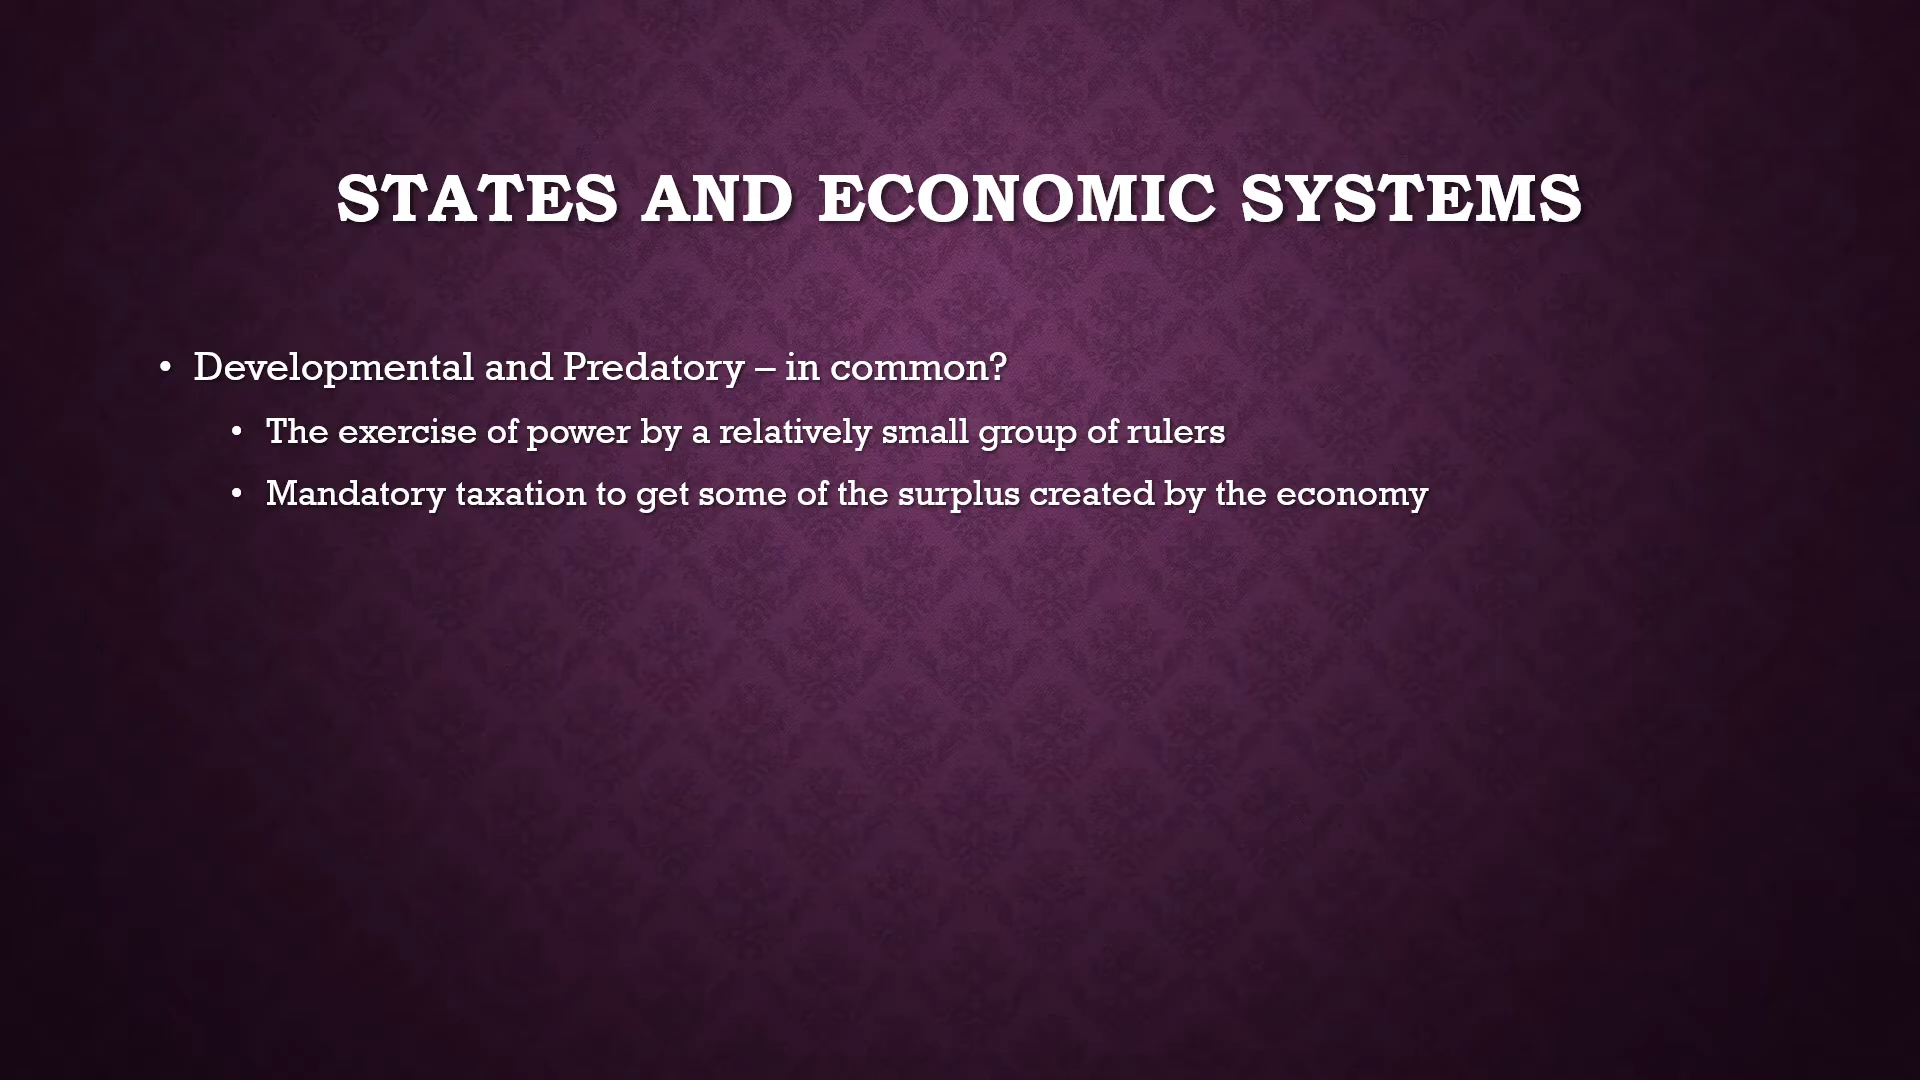 STATES AND ECONOMIC SYSTEMS
• Developmental and Predatory – in common?
• The exercise of power by a relatively small group of rulers
• Mandatory taxation to get some of the surplus created by the economy